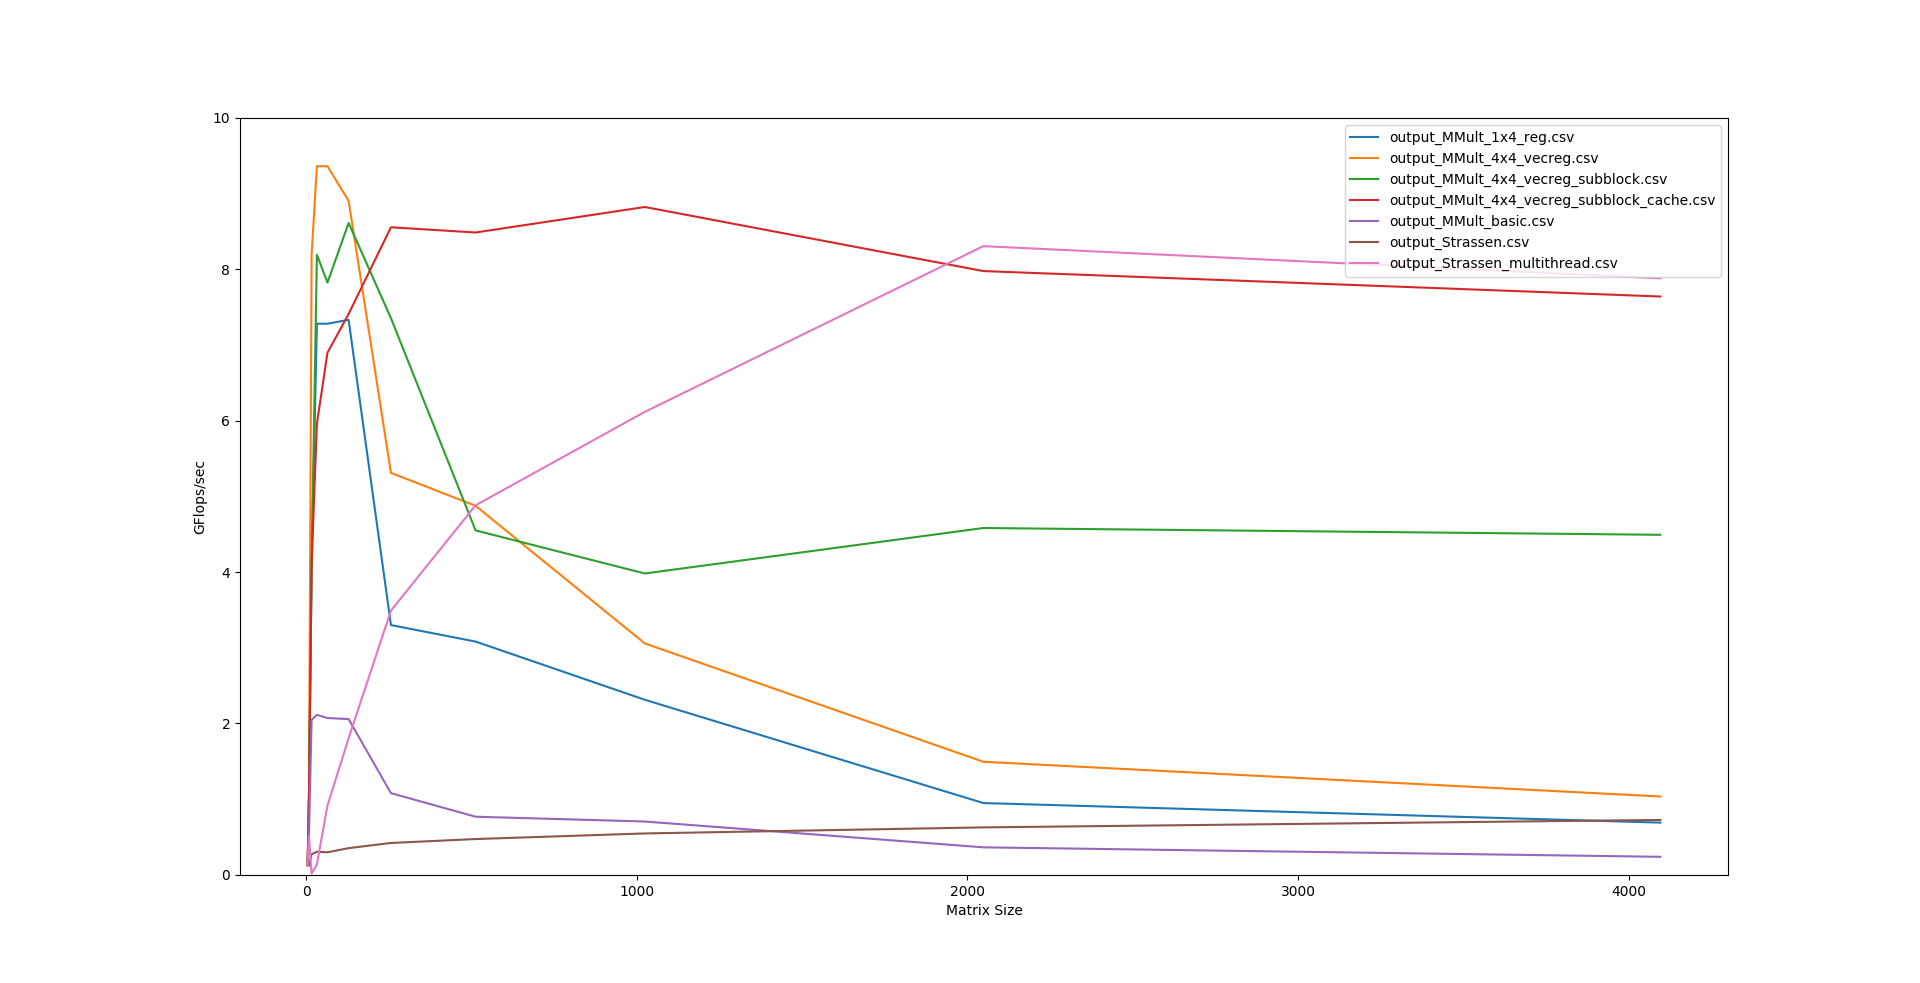 10
8
6
4
2
0
GFlops/sec
output_MMult_1x4_reg.csv
output_MMult_4x4_vecreg.csv
output_MMult_4x4_vecreg_subblock.csv
output_MMult_4x4_vecreg_subblock_cache.csv
output_MMult_basic.csv
output_Strassen.csv
output_Strassen_multithread.csv
0 1000 2000 3000 4000
Matrix Size